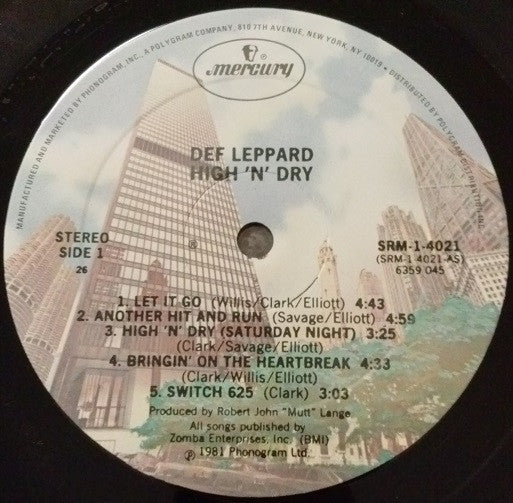 MANUFACTURED AND MARKETED BY PHONOGRAM, INC., A POLYGRAM COMPANY, 810 7TH AVENUE, NEW YORK, NY 10019 • DISTRIBUTED BY POLYGRAM DISTRIBUTION, INC.
mercury
DEF LEPPARD
HIGH 'N' DRY
STEREO
SIDE 1
26
SRM-1-4021
(SRM-1 4021-AS)
6359 045
1. LET IT GO (Willis/Clark/Elliott) 4:43
2. ANOTHER HIT AND RUN (Savage/Elliott) 4:59
3. HIGH 'N' DRY (SATURDAY NIGHT) 3:25
(Clark/Savage/Elliott)
4. BRINGIN' ON THE HEARTBREAK 4:33
(Clark/Willis/Elliott)
5. SWITCH 625 (Clark) 3:03
Produced by Robert John "Mutt" Lange
All songs published by
Zomba Enterprises, Inc. (BMI)
℗ 1981 Phonogram Ltd.